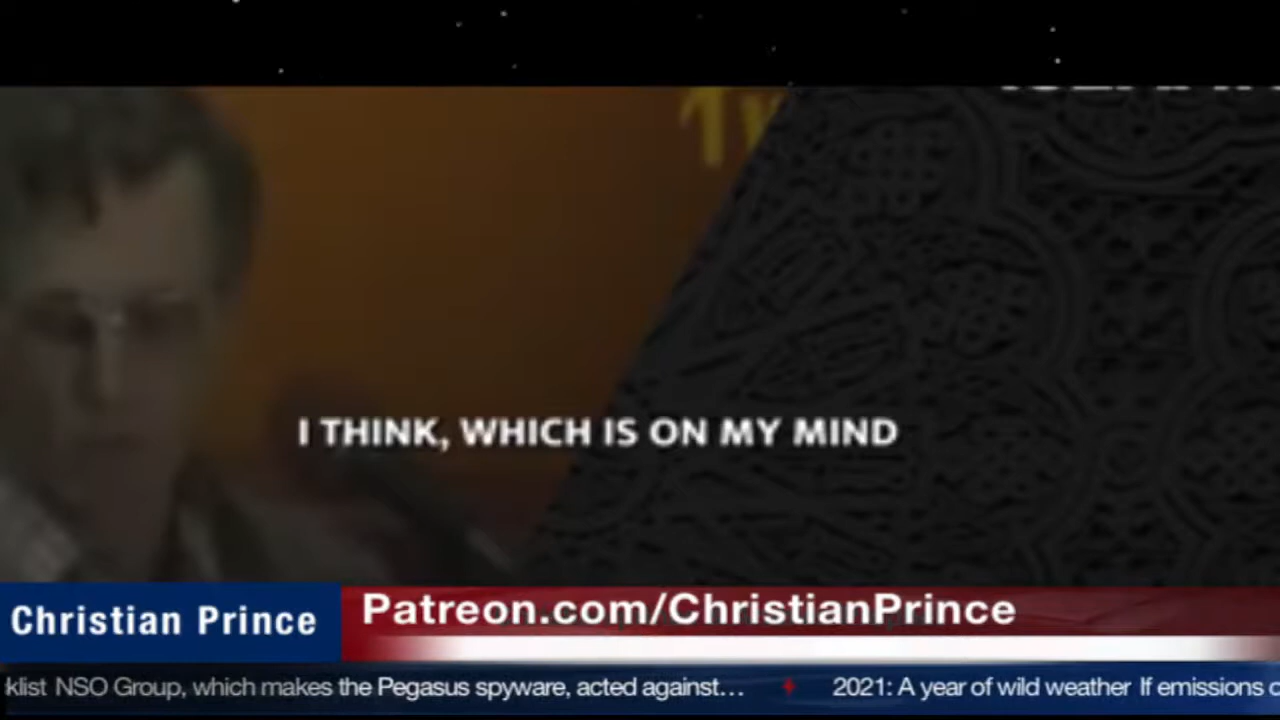 I THINK, WHICH IS ON MY MIND
Christian Prince
Patreon.com/ChristianPrince
klist NSO Group, which makes the Pegasus spyware, acted against... ♦ 2021: A year of wild weather If emissions